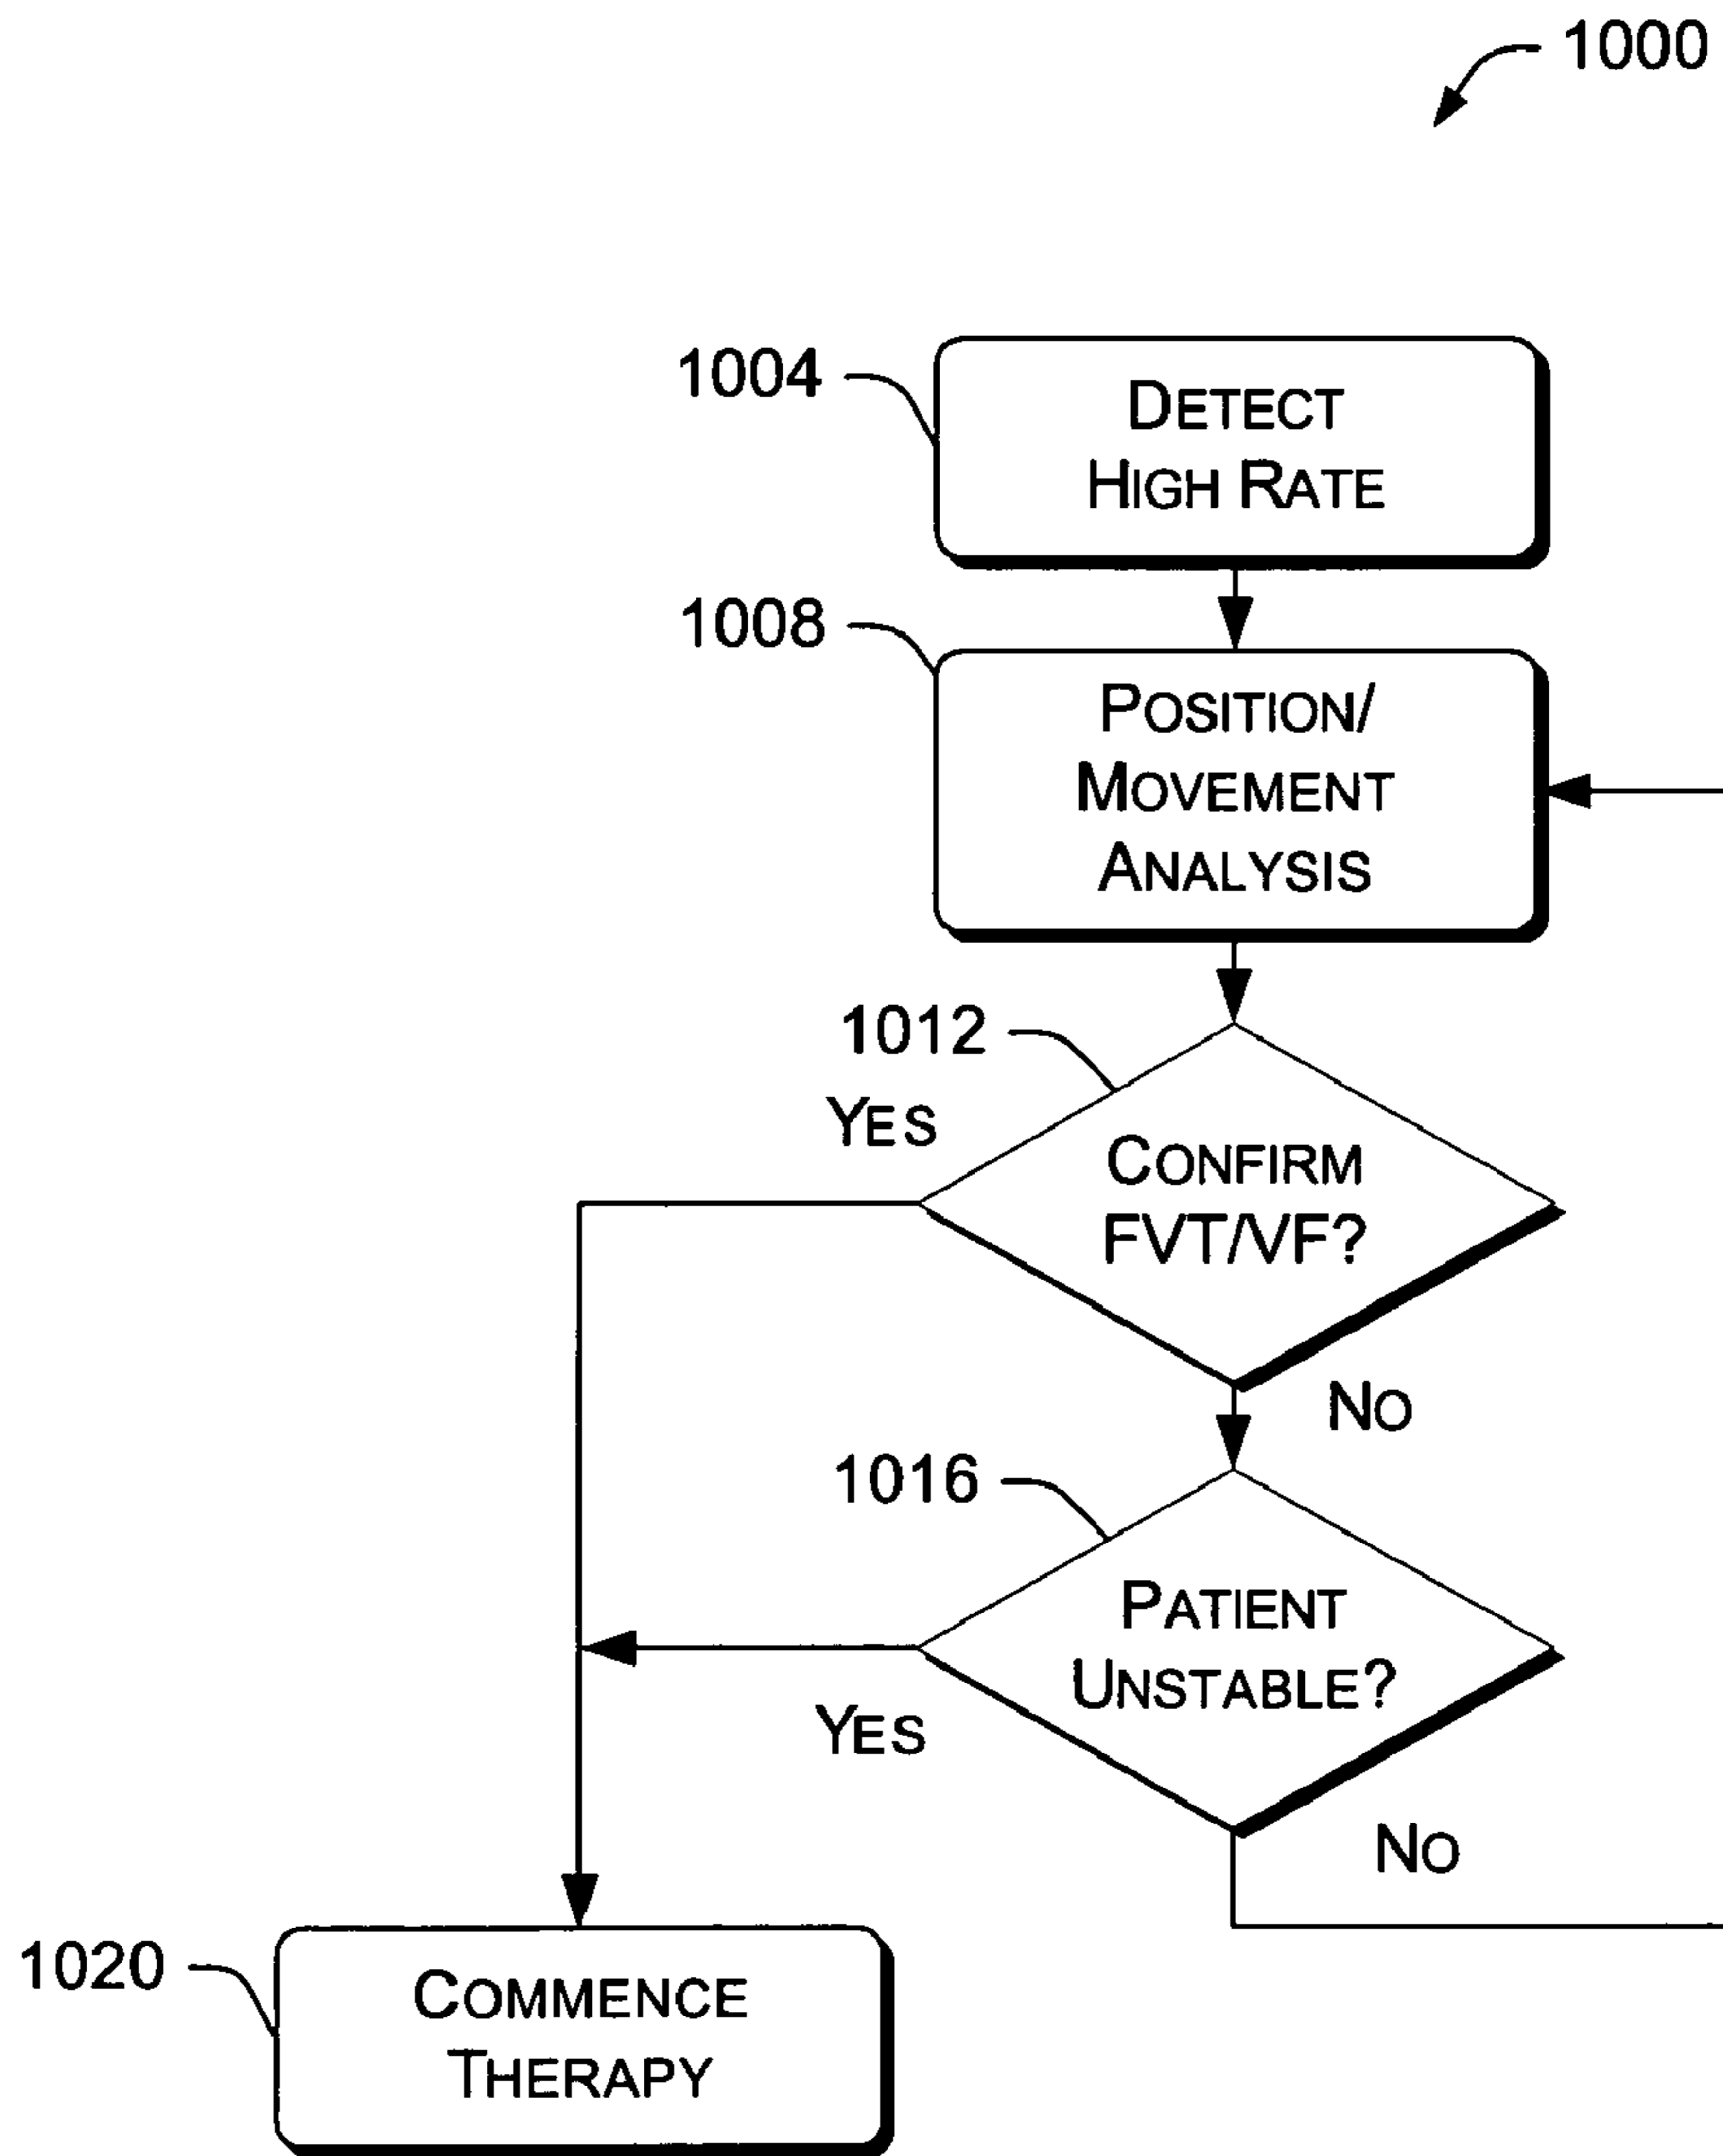 1000
1004
DETECT
HIGH RATE
1008
POSITION/
MOVEMENT
ANALYSIS
1012
YES
CONFIRM
FVT/VF?
NO
1016
PATIENT
UNSTABLE?
YES
NO
1020
COMMENCE
THERAPY